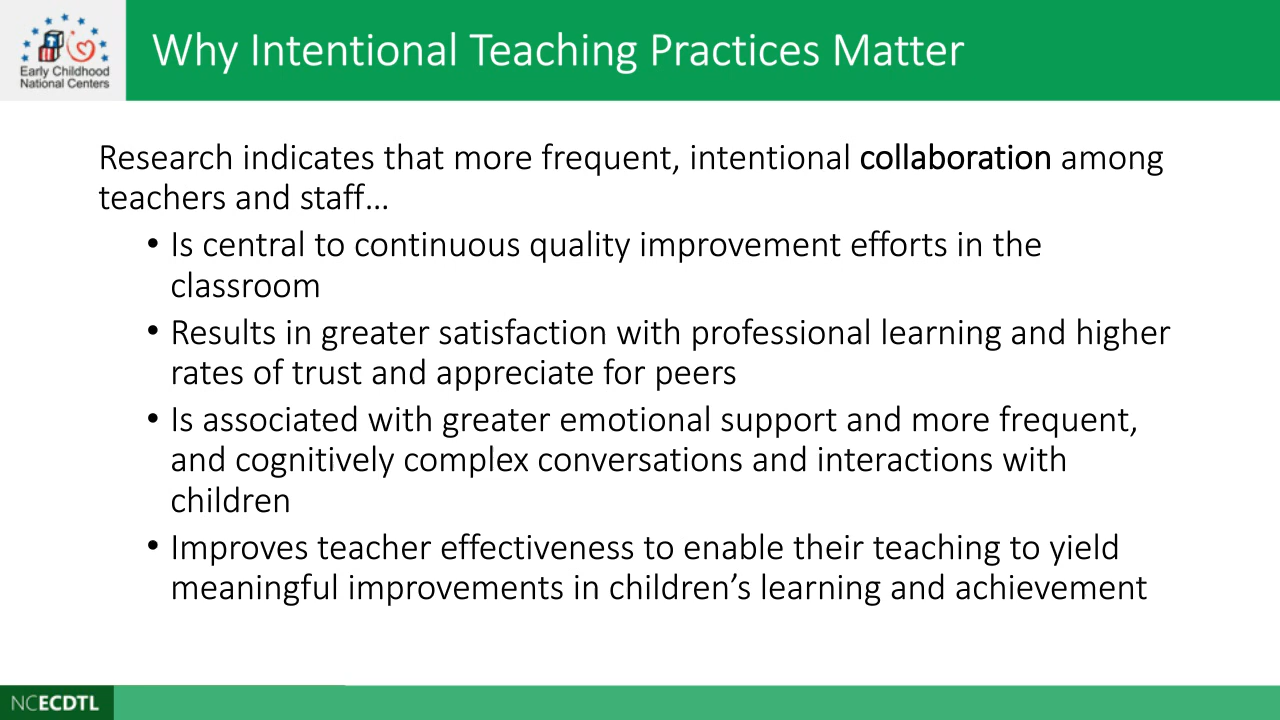 Early Childhood
National Centers
Why Intentional Teaching Practices Matter
Research indicates that more frequent, intentional collaboration among
teachers and staff…
• Is central to continuous quality improvement efforts in the
classroom
• Results in greater satisfaction with professional learning and higher
rates of trust and appreciate for peers
• Is associated with greater emotional support and more frequent,
and cognitively complex conversations and interactions with
children
• Improves teacher effectiveness to enable their teaching to yield
meaningful improvements in children’s learning and achievement
NCECDTL